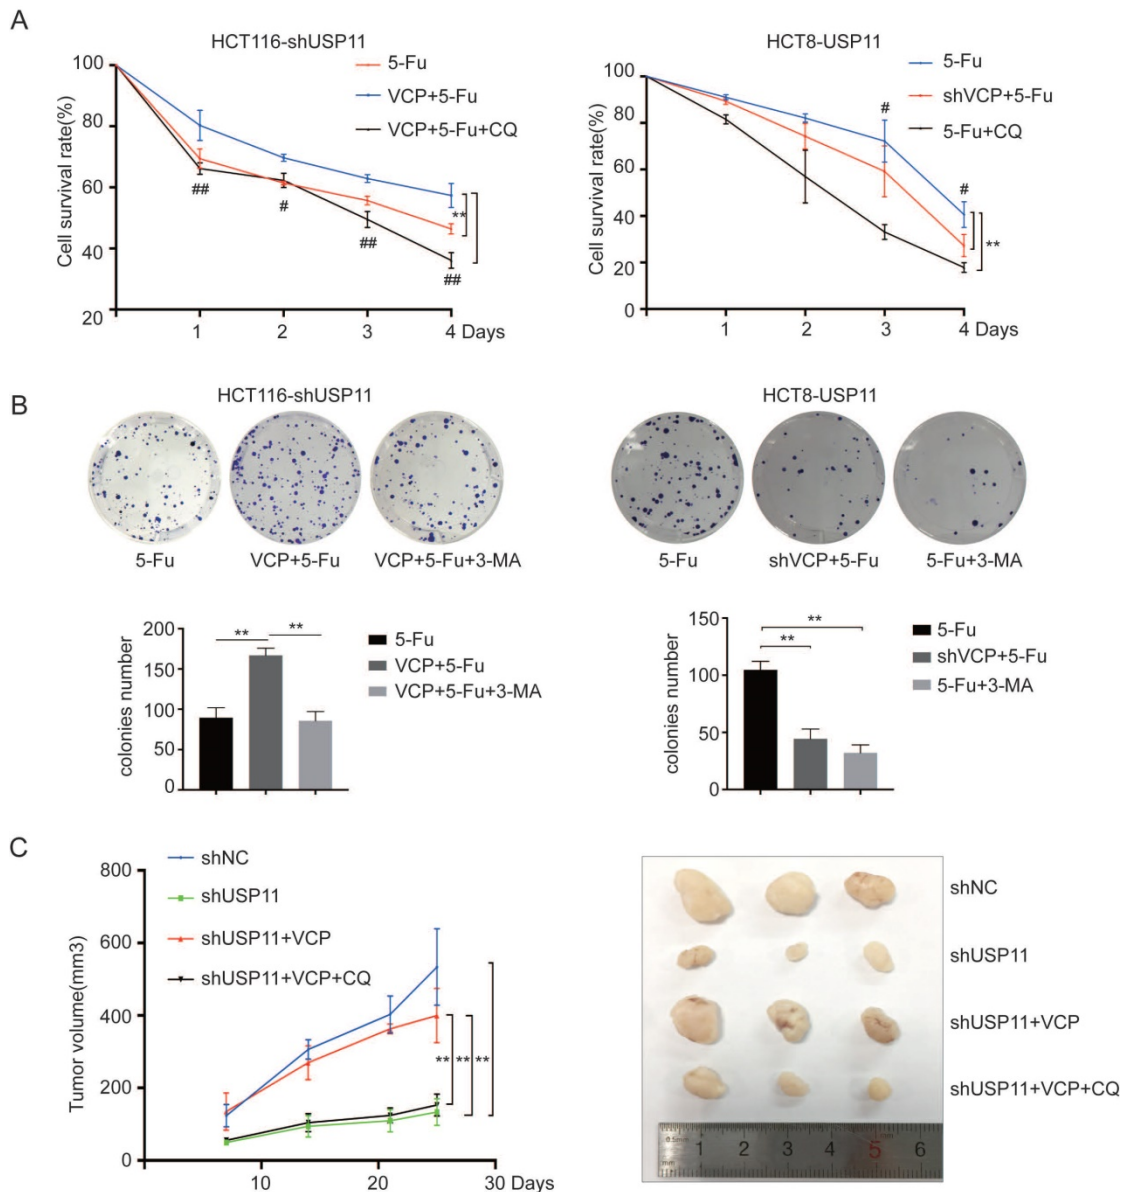 A
HCT116-shUSP11
5-Fu
VCP+5-Fu
VCP+5-Fu+CQ
Cell survival rate(%)
100
80
60
40
20
##
#
##
##
**
1 2 3 4 Days
HCT8-USP11
5-Fu
shVCP+5-Fu
5-Fu+CQ
Cell survival rate(%)
100
80
60
40
20
0
#
#
**
1 2 3 4 Days
B
HCT116-shUSP11
5-Fu VCP+5-Fu VCP+5-Fu+3-MA
HCT8-USP11
5-Fu shVCP+5-Fu 5-Fu+3-MA
colonies number
200
150
100
50
0
** **
5-Fu
VCP+5-Fu
VCP+5-Fu+3-MA
colonies number
150
100
50
0
**
**
5-Fu
shVCP+5-Fu
5-Fu+3-MA
C
Tumor volume(mm3)
800
600
400
200
0
shNC
shUSP11
shUSP11+VCP
shUSP11+VCP+CQ
** ** **
10 20 30 Days
shNC
shUSP11
shUSP11+VCP
shUSP11+VCP+CQ
0.5mm
mm
1 2 3 4 5 6